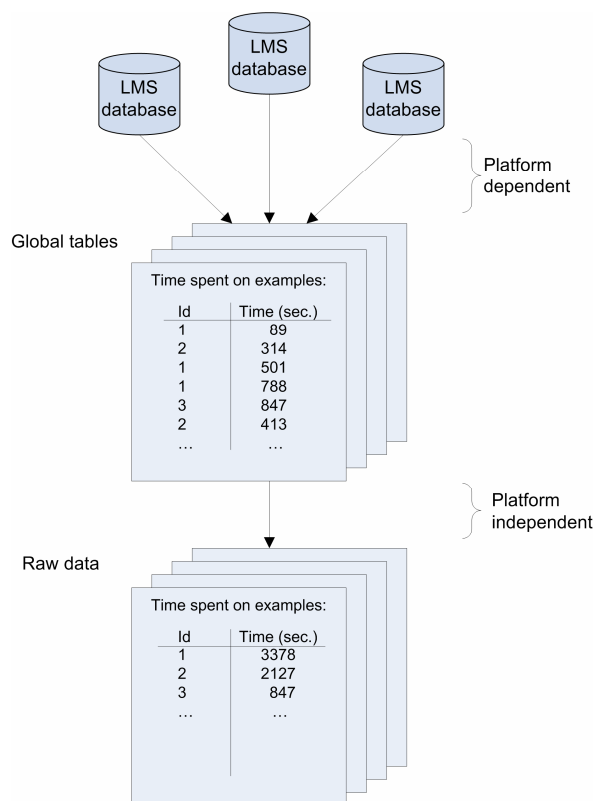 LMS
database
LMS
database
LMS
database
Platform
dependent
Global tables
Time spent on examples:
Id Time (sec.)
1 89
2 314
1 501
1 788
3 847
2 413
… …
Platform
independent
Raw data
Time spent on examples:
Id Time (sec.)
1 3378
2 2127
3 847
… …